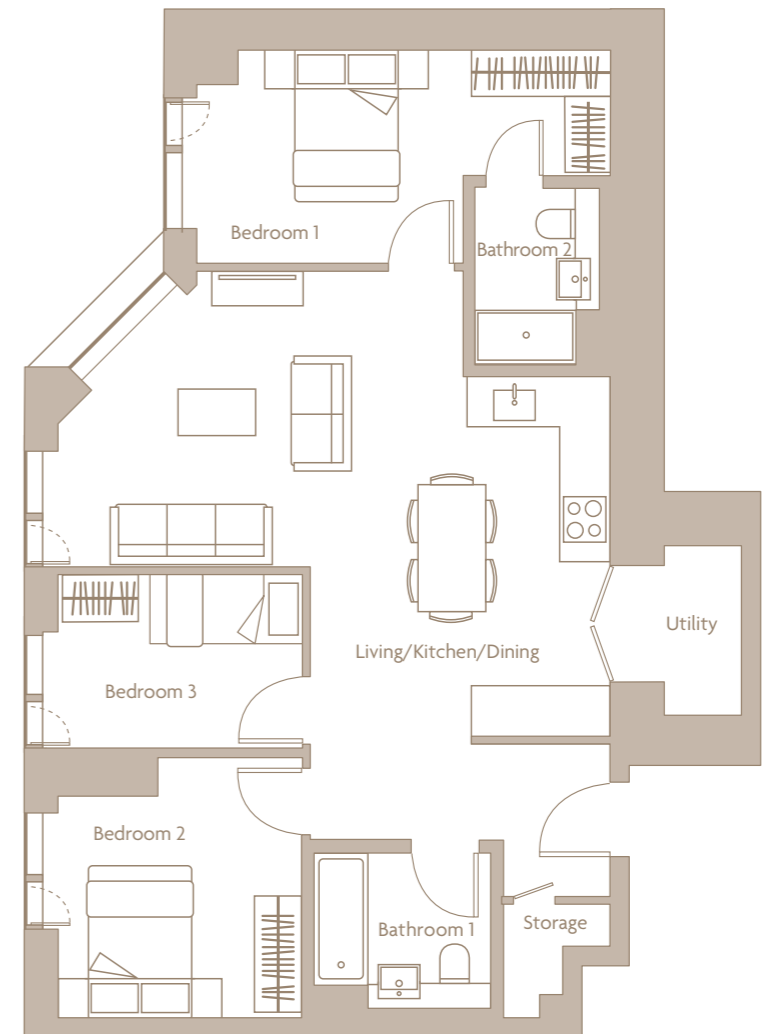 Bedroom 1
Bathroom 2
Utility
Living/Kitchen/Dining
Bedroom 3
Bedroom 2
Storage
Bathroom 1